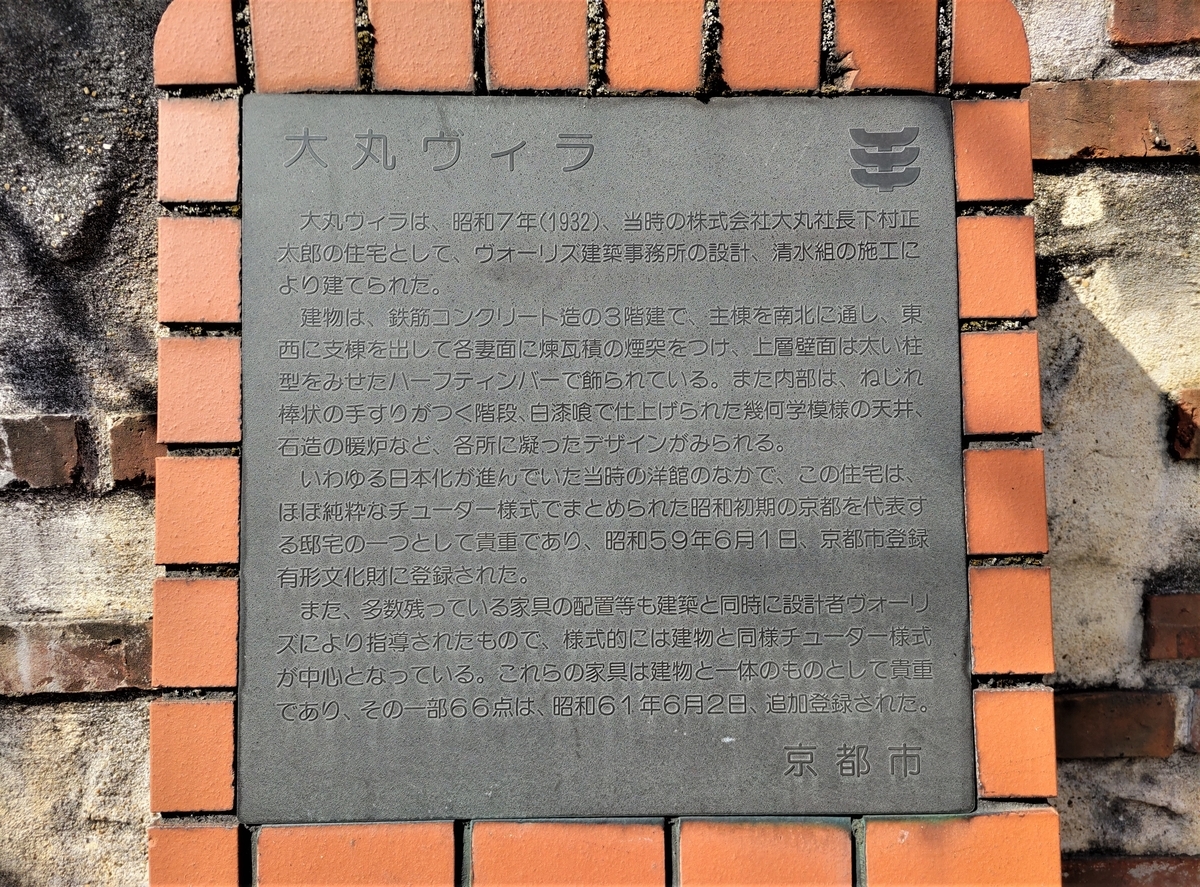 大丸ヴィラ
大丸ヴィラは、昭和7年(1932)、当時の株式会社大丸社長下村正
太郎の住宅として、ヴォーリズ建築事務所の設計、清水組の施工に
より建てられた。
建物は、鉄筋コンクリート造の3階建で、主棟を南北に通し、東
西に支棟を出して各妻面に煉瓦積の煙突をつけ、上層壁面は太い柱
型をみせたハーフティンバーで飾られている。また内部は、ねじれ
棒状の手すりがつく階段、白漆喰で仕上げられた幾何学模様の天井、
石造の暖炉など、各所に凝ったデザインがみられる。
いわゆる日本化が進んでいた当時の洋館のなかで、この住宅は、
ほぼ純粋なチューダー様式でまとめられた昭和初期の京都を代表す
る邸宅の一つとして貴重であり、昭和59年6月1日、京都市登録
有形文化財に登録された。
また、多数残っている家具の配置等も建築と同時に設計者ヴォーリ
ズにより指導されたもので、様式的には建物と同様チューダー様式
が中心となっている。これらの家具は建物と一体のものとして貴重
であり、その一部66点は、昭和61年6月2日、追加登録された。
京都市